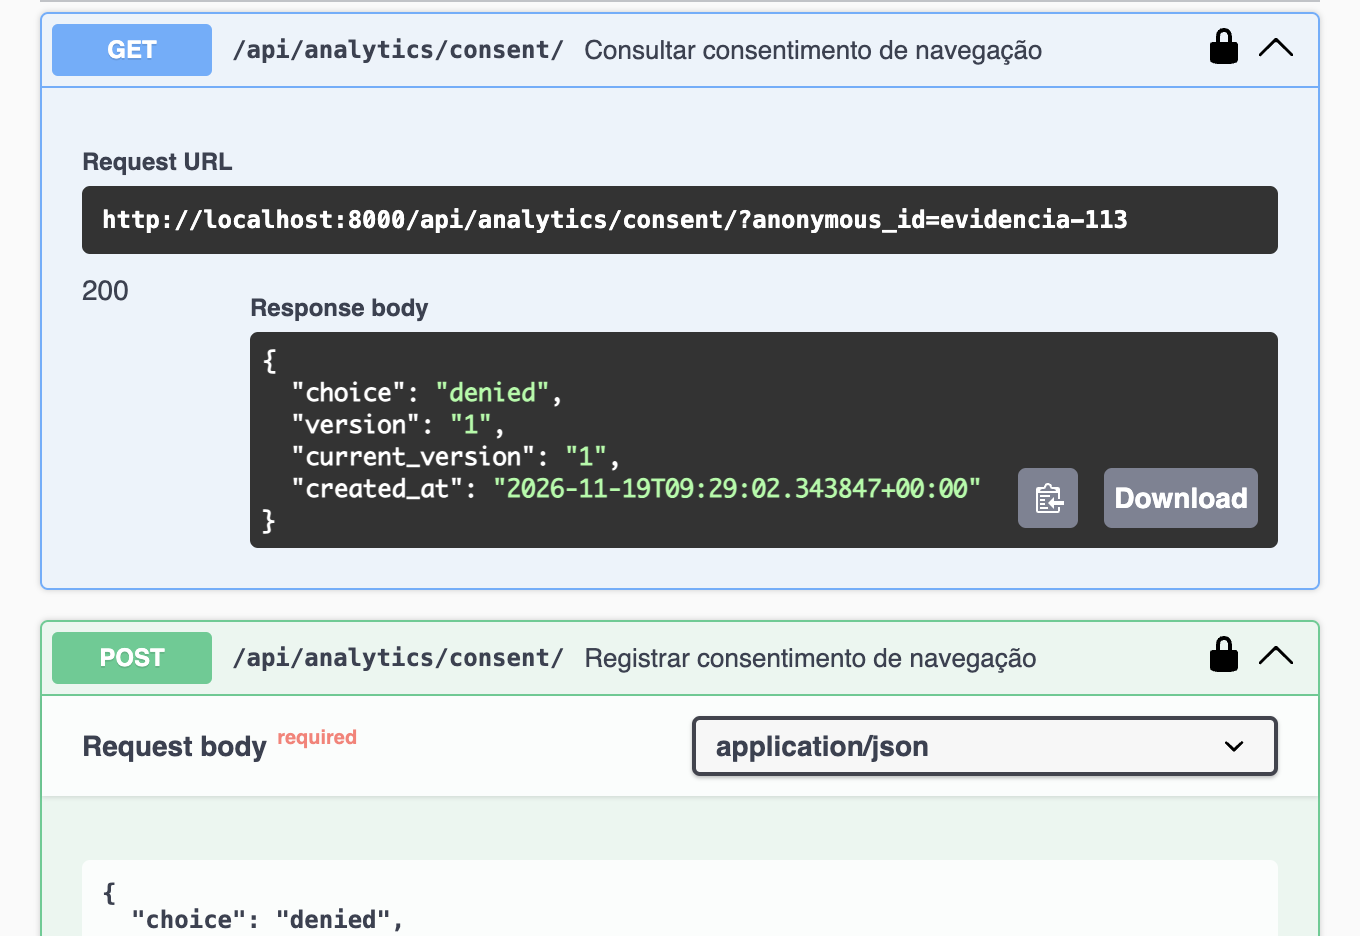 GET /api/analytics/consent/ Consultar consentimento de navegação
Request URL
http://localhost:8000/api/analytics/consent/?anonymous_id=evidencia-113
200
Response body
{
"choice": "denied",
"version": "1",
"current_version": "1",
"created_at": "2026-11-19T09:29:02.343847+00:00"
}
Download
POST /api/analytics/consent/ Registrar consentimento de navegação
Request body required
application/json
{
"choice": "denied",